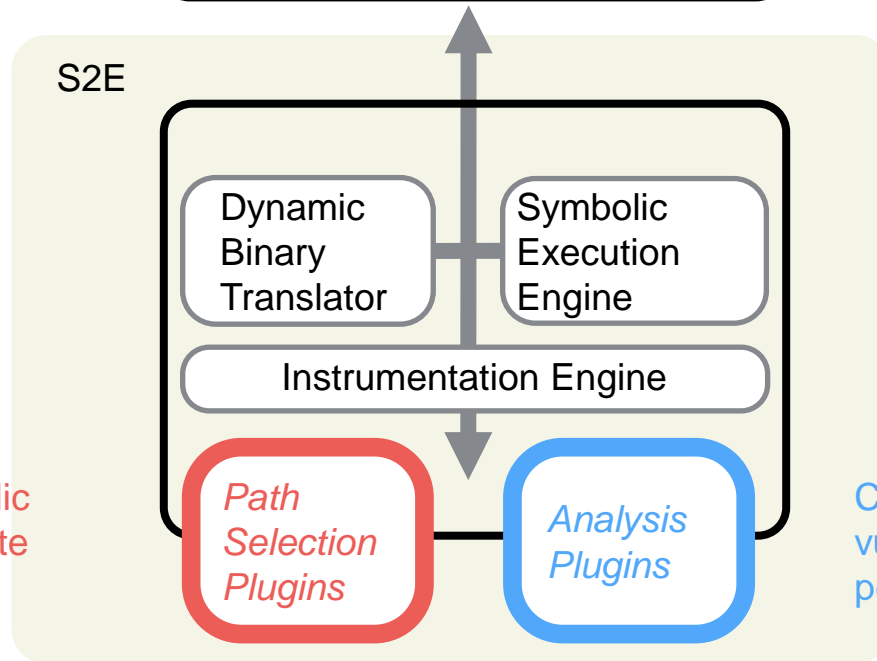 S2E
Dynamic
Binary
Translator
Symbolic
Execution
Engine
Instrumentation Engine
Path
Selection
Plugins
Analysis
Plugins